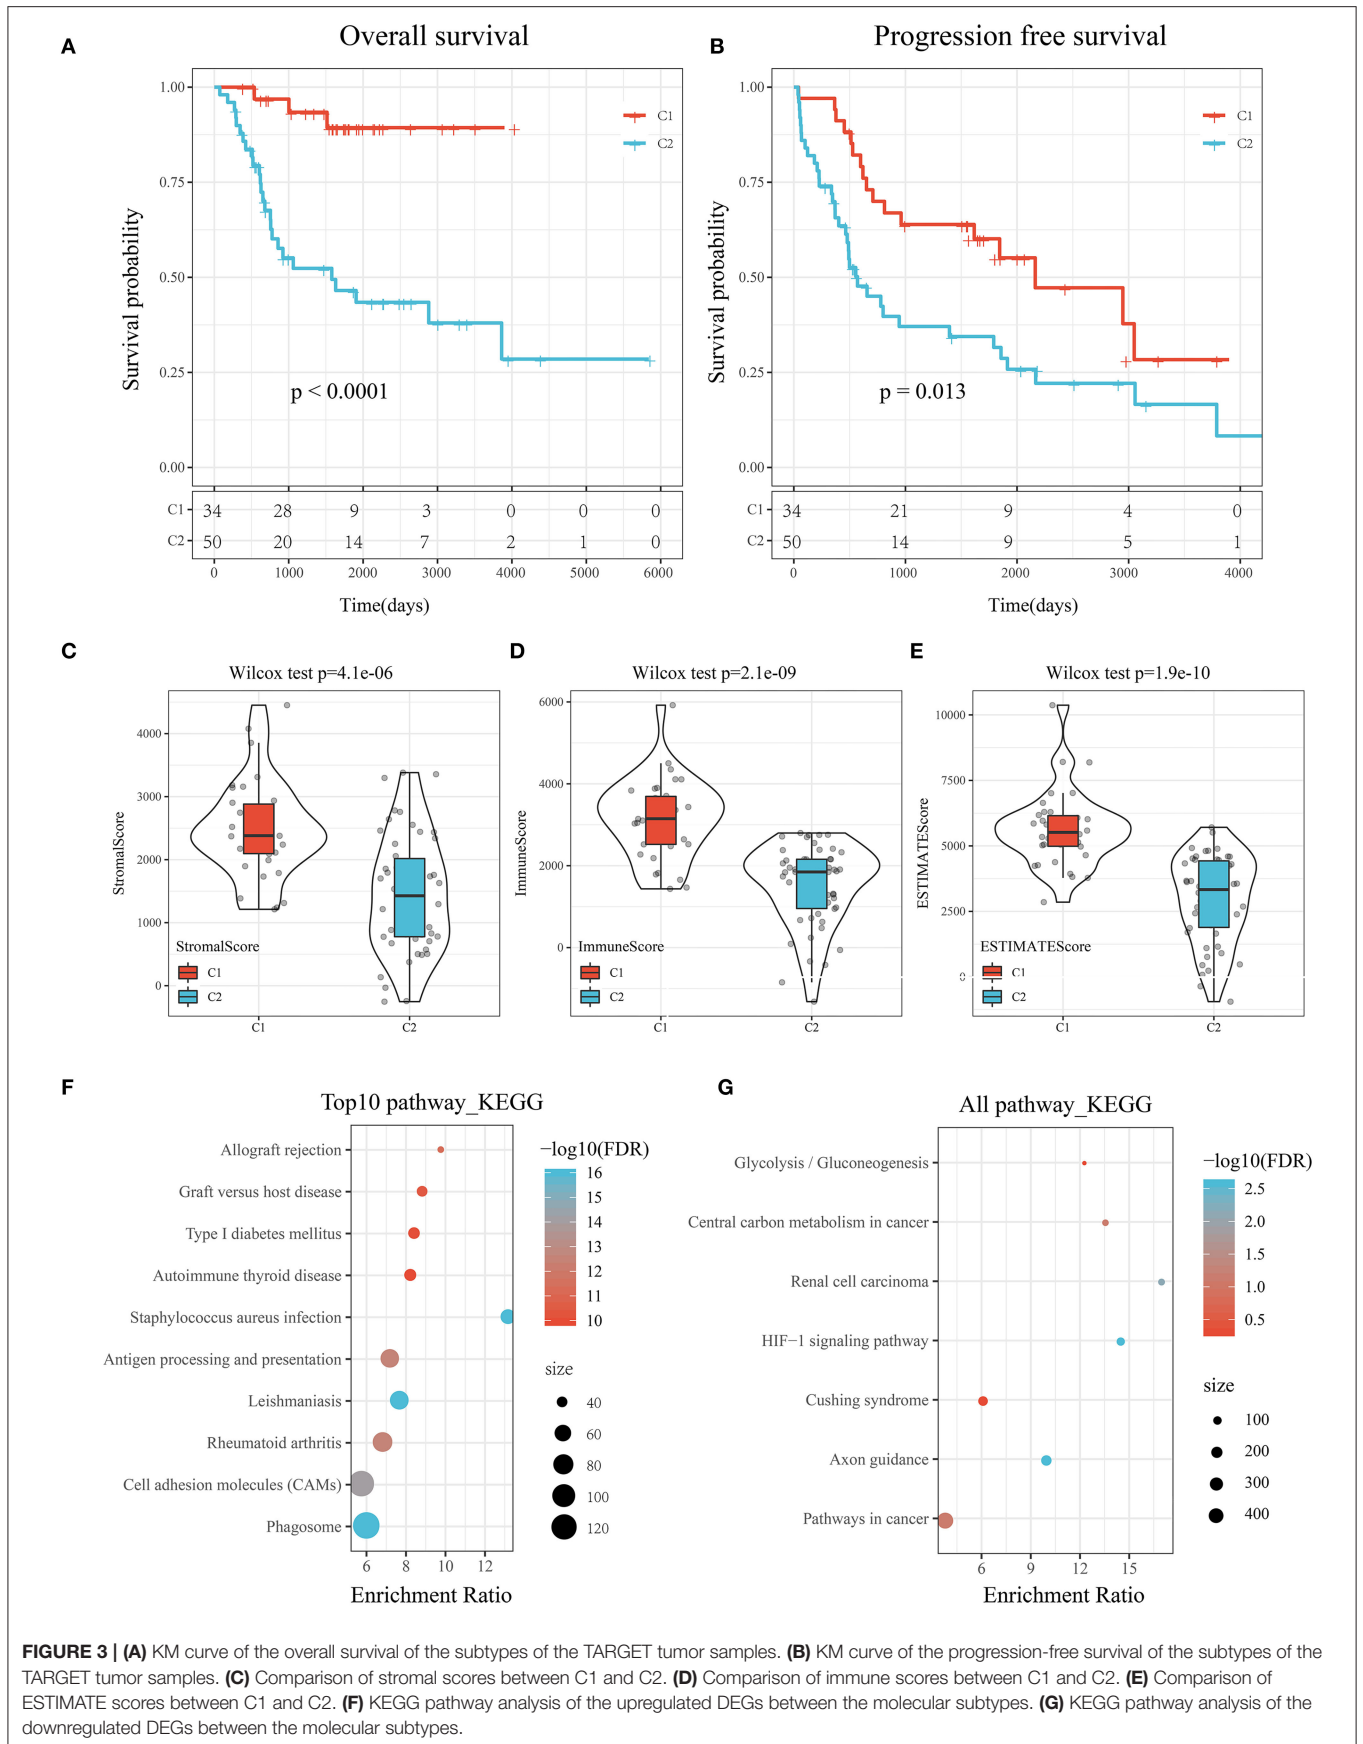 A
Overall survival
1.00
0.75
0.50
0.25
0.00
Survival probability
C1
C2
p < 0.0001
C1 34 28 9 3 0 0 0
C2 50 20 14 7 2 1 0
0 1000 2000 3000 4000 5000 6000
Time(days)
B
Progression free survival
1.00
0.75
0.50
0.25
0.00
Survival probability
C1
C2
p = 0.013
C1 34 21 9 4 0
C2 50 14 9 5 1
0 1000 2000 3000 4000
Time(days)
C
Wilcox test p=4.1e-06
4000
3000
2000
1000
0
StromalScore
StromalScore
C1
C2
C1 C2
D
Wilcox test p=2.1e-09
6000
4000
2000
0
ImmuneScore
ImmuneScore
C1
C2
C1 C2
E
Wilcox test p=1.9e-10
10000
7500
5000
2500
0
ESTIMATEScore
ESTIMATEScore
C1
C2
C1 C2
F
Top10 pathway_KEGG
Allograft rejection
Graft versus host disease
Type I diabetes mellitus
Autoimmune thyroid disease
Staphylococcus aureus infection
Antigen processing and presentation
Leishmaniasis
Rheumatoid arthritis
Cell adhesion molecules (CAMs)
Phagosome
6 8 10 12
Enrichment Ratio
−log10(FDR)
16
15
14
13
12
11
10
size
40
60
80
100
120
G
All pathway_KEGG
Glycolysis / Gluconeogenesis
Central carbon metabolism in cancer
Renal cell carcinoma
HIF−1 signaling pathway
Cushing syndrome
Axon guidance
Pathways in cancer
6 9 12 15
Enrichment Ratio
−log10(FDR)
2.5
2.0
1.5
1.0
0.5
size
100
200
300
400
FIGURE 3 | (A) KM curve of the overall survival of the subtypes of the TARGET tumor samples. (B) KM curve of the progression-free survival of the subtypes of the
TARGET tumor samples. (C) Comparison of stromal scores between C1 and C2. (D) Comparison of immune scores between C1 and C2. (E) Comparison of
ESTIMATE scores between C1 and C2. (F) KEGG pathway analysis of the upregulated DEGs between the molecular subtypes. (G) KEGG pathway analysis of the
downregulated DEGs between the molecular subtypes.